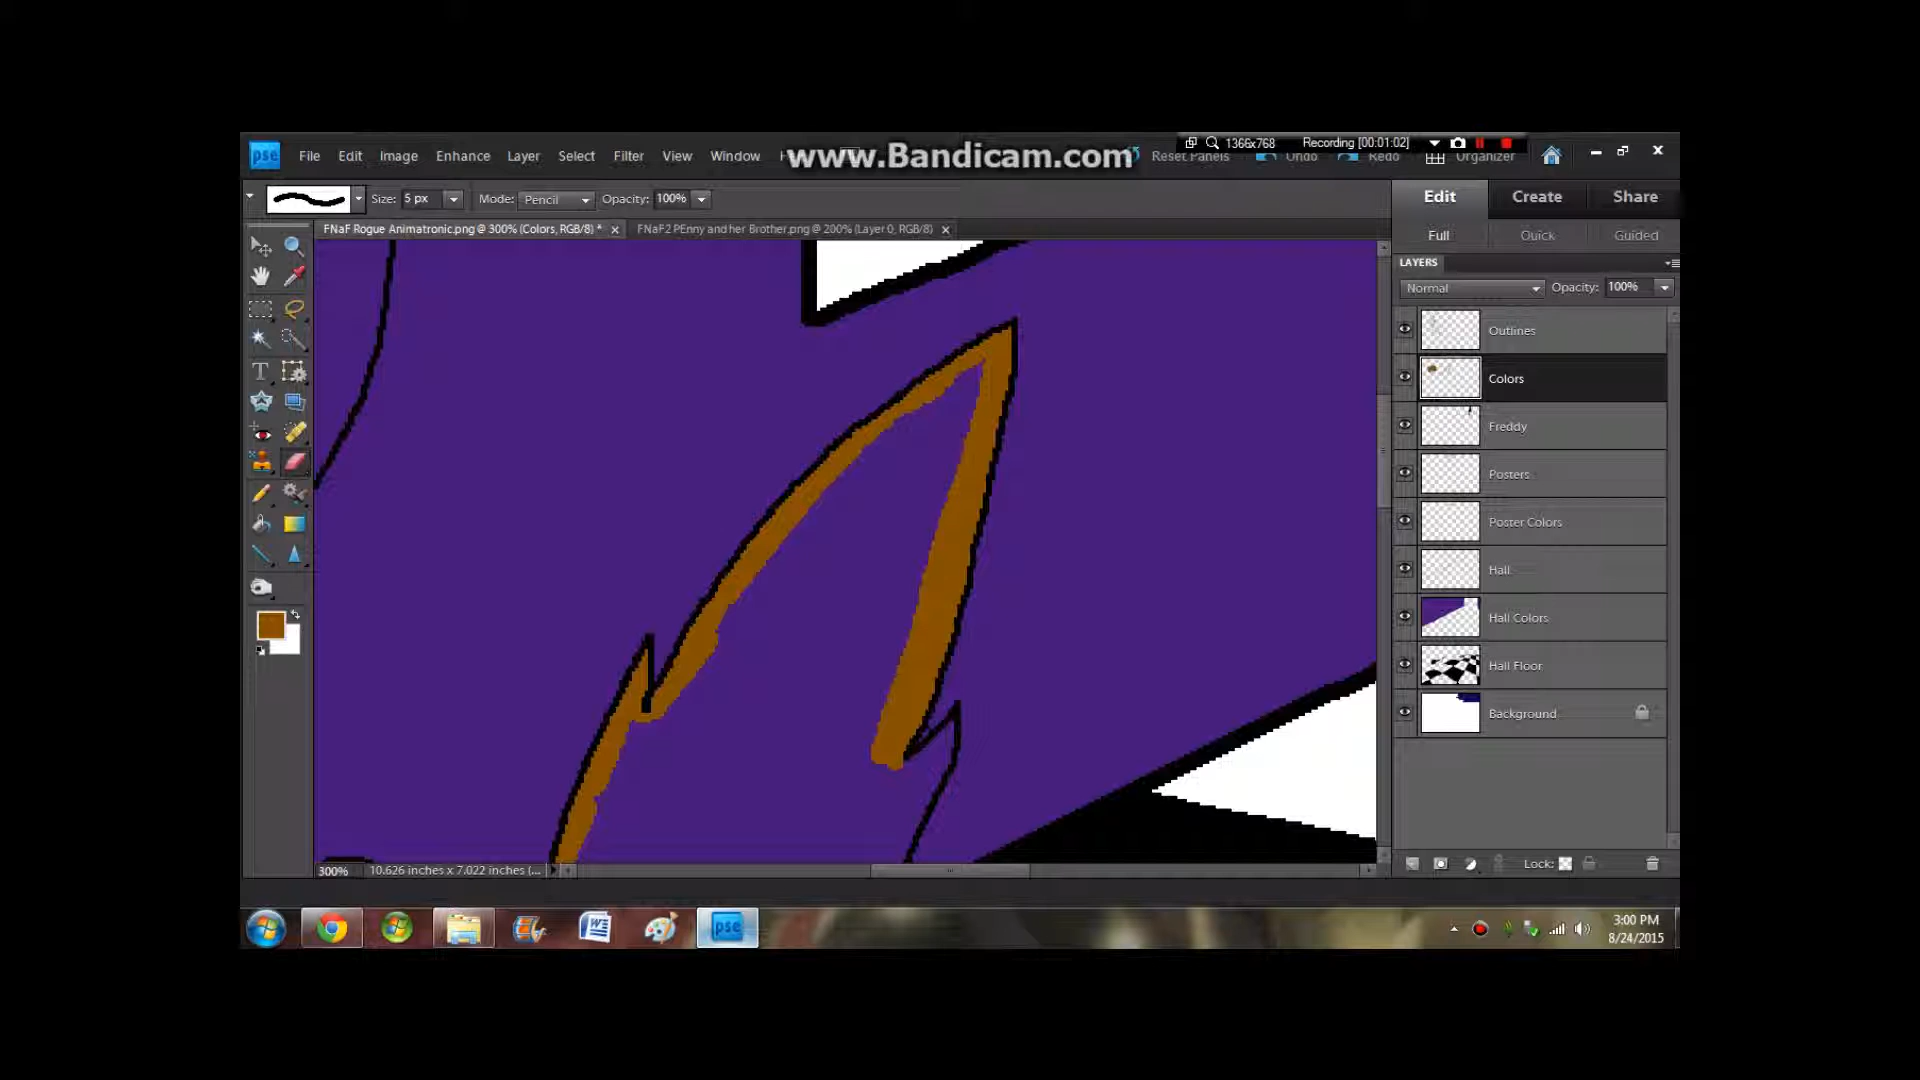 www.Bandicam.com
1366x768 Recording [00:01:02]
pse File Edit Image Enhance Layer Select Filter View Window Reset Panels Undo Redo Organizer
Size: 5 px Mode: Pencil Opacity: 100%
Edit Create Share
FNaF Rogue Animatronic.png @ 300% (Colors, RGB/8) * x FNaF2 PEnny and her Brother.png @ 200% (Layer 0, RGB/8) x
Full Quick Guided
LAYERS
Normal Opacity: 100%
Outlines
Colors
Freddy
Posters
Poster Colors
Hall
Hall Colors
Hall Floor
Background
T
300% 10.626 inches x 7.022 inches (...
Lock:
W pse
3:00 PM
8/24/2015